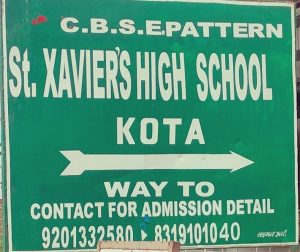 C.B.S.E.PATTERN
St. XAVIER'S HIGH SCHOOL
KOTA
WAY TO
CONTACT FOR ADMISSION DETAIL
9201332580, 8319101040